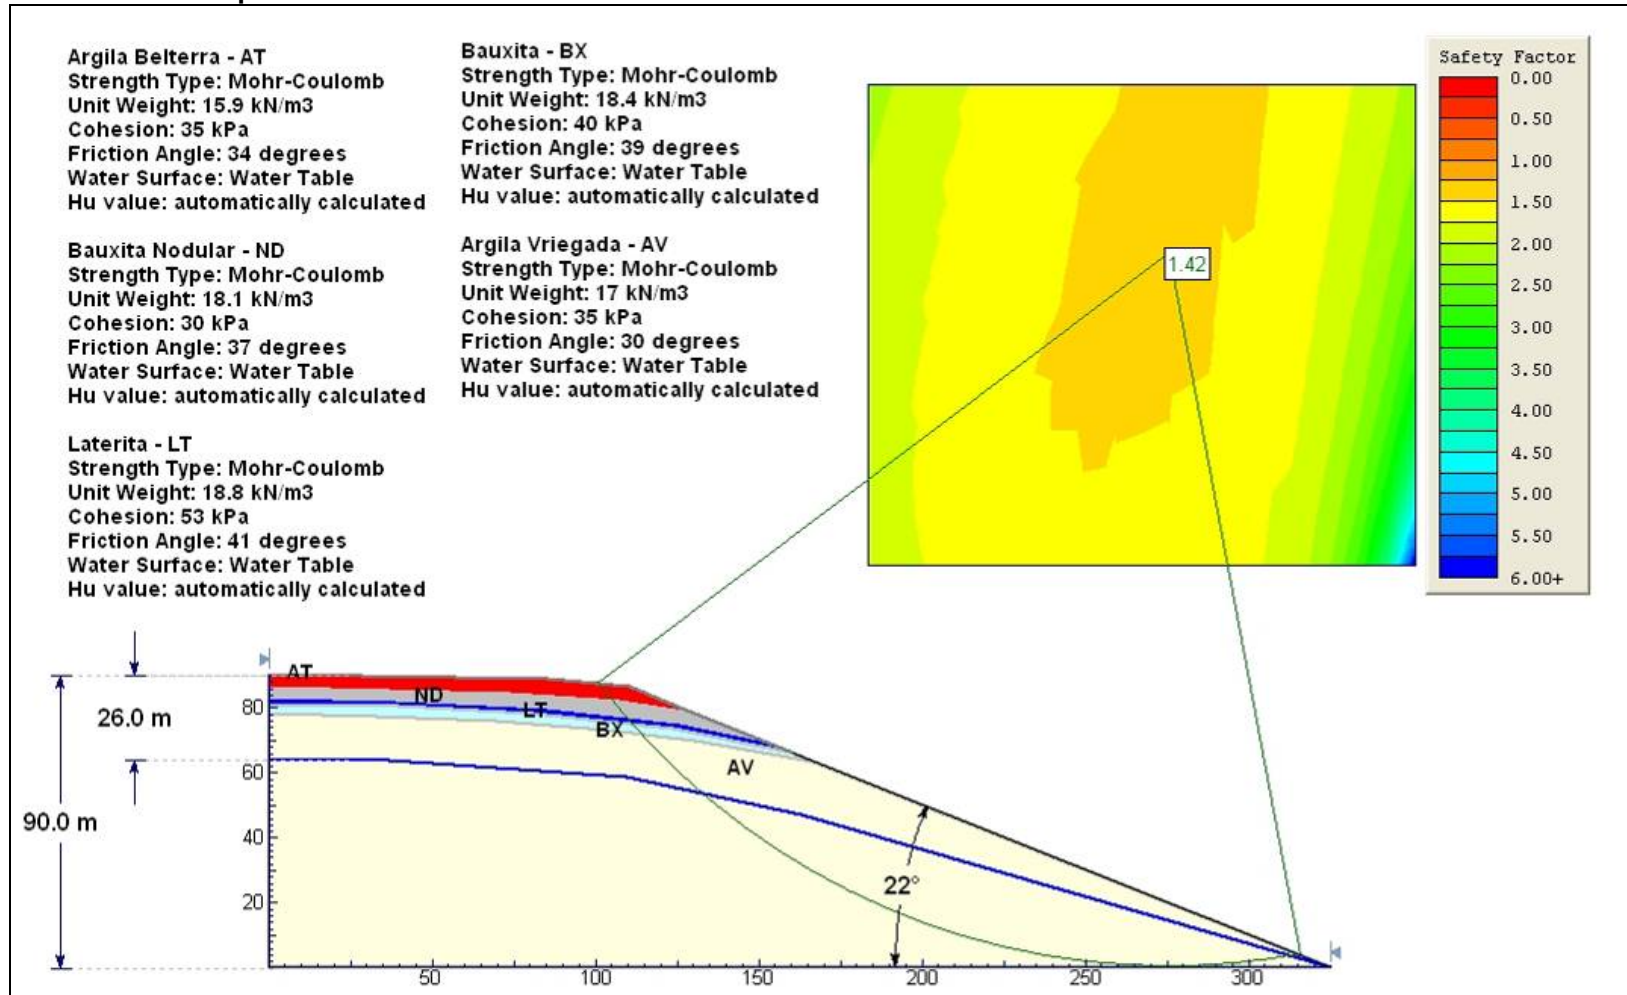 Argila Belterra - AT
Strength Type: Mohr-Coulomb
Unit Weight: 15.9 kN/m3
Cohesion: 35 kPa
Friction Angle: 34 degrees
Water Surface: Water Table
Hu value: automatically calculated
Bauxita Nodular - ND
Strength Type: Mohr-Coulomb
Unit Weight: 18.1 kN/m3
Cohesion: 30 kPa
Friction Angle: 37 degrees
Water Surface: Water Table
Hu value: automatically calculated
Laterita - LT
Strength Type: Mohr-Coulomb
Unit Weight: 18.8 kN/m3
Cohesion: 53 kPa
Friction Angle: 41 degrees
Water Surface: Water Table
Hu value: automatically calculated
Bauxita - BX
Strength Type: Mohr-Coulomb
Unit Weight: 18.4 kN/m3
Cohesion: 40 kPa
Friction Angle: 39 degrees
Water Surface: Water Table
Hu value: automatically calculated
Argila Vriegada - AV
Strength Type: Mohr-Coulomb
Unit Weight: 17 kN/m3
Cohesion: 35 kPa
Friction Angle: 30 degrees
Water Surface: Water Table
Hu value: automatically calculated
1.42
Safety Factor
0.00
0.50
1.00
1.50
2.00
2.50
3.00
3.50
4.00
4.50
5.00
5.50
6.00+
AT
ND
LT
BX
AV
26.0 m
90.0 m
80
60
40
20
22°
50
100
150
200
250
300